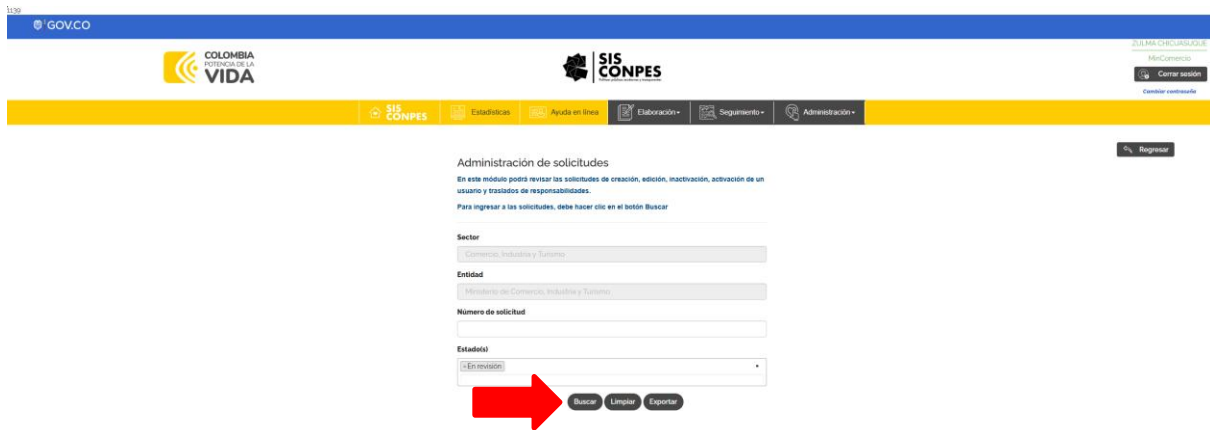 1139
GOV.CO
COLOMBIA
POTENCIA DE LA
VIDA
SIS
CONPES
ZULMA CHICUASUQUE
MinComercio
Cerrar sesión
Cambiar contraseña
SIS CONPES Estadísticas Ayuda en línea Elaboración Seguimiento Administración
Regresar
Administración de solicitudes
En este módulo podrá revisar las solicitudes de creación, edición, inactivación, activación de un
usuario y traslados de responsabilidades.
Para ingresar a las solicitudes, debe hacer clic en el botón Buscar
Sector
Comercio, Industria y Turismo
Entidad
Ministerio de Comercio, Industria y Turismo
Número de solicitud
Estado(s)
× En revisión
Buscar Limpiar Exportar